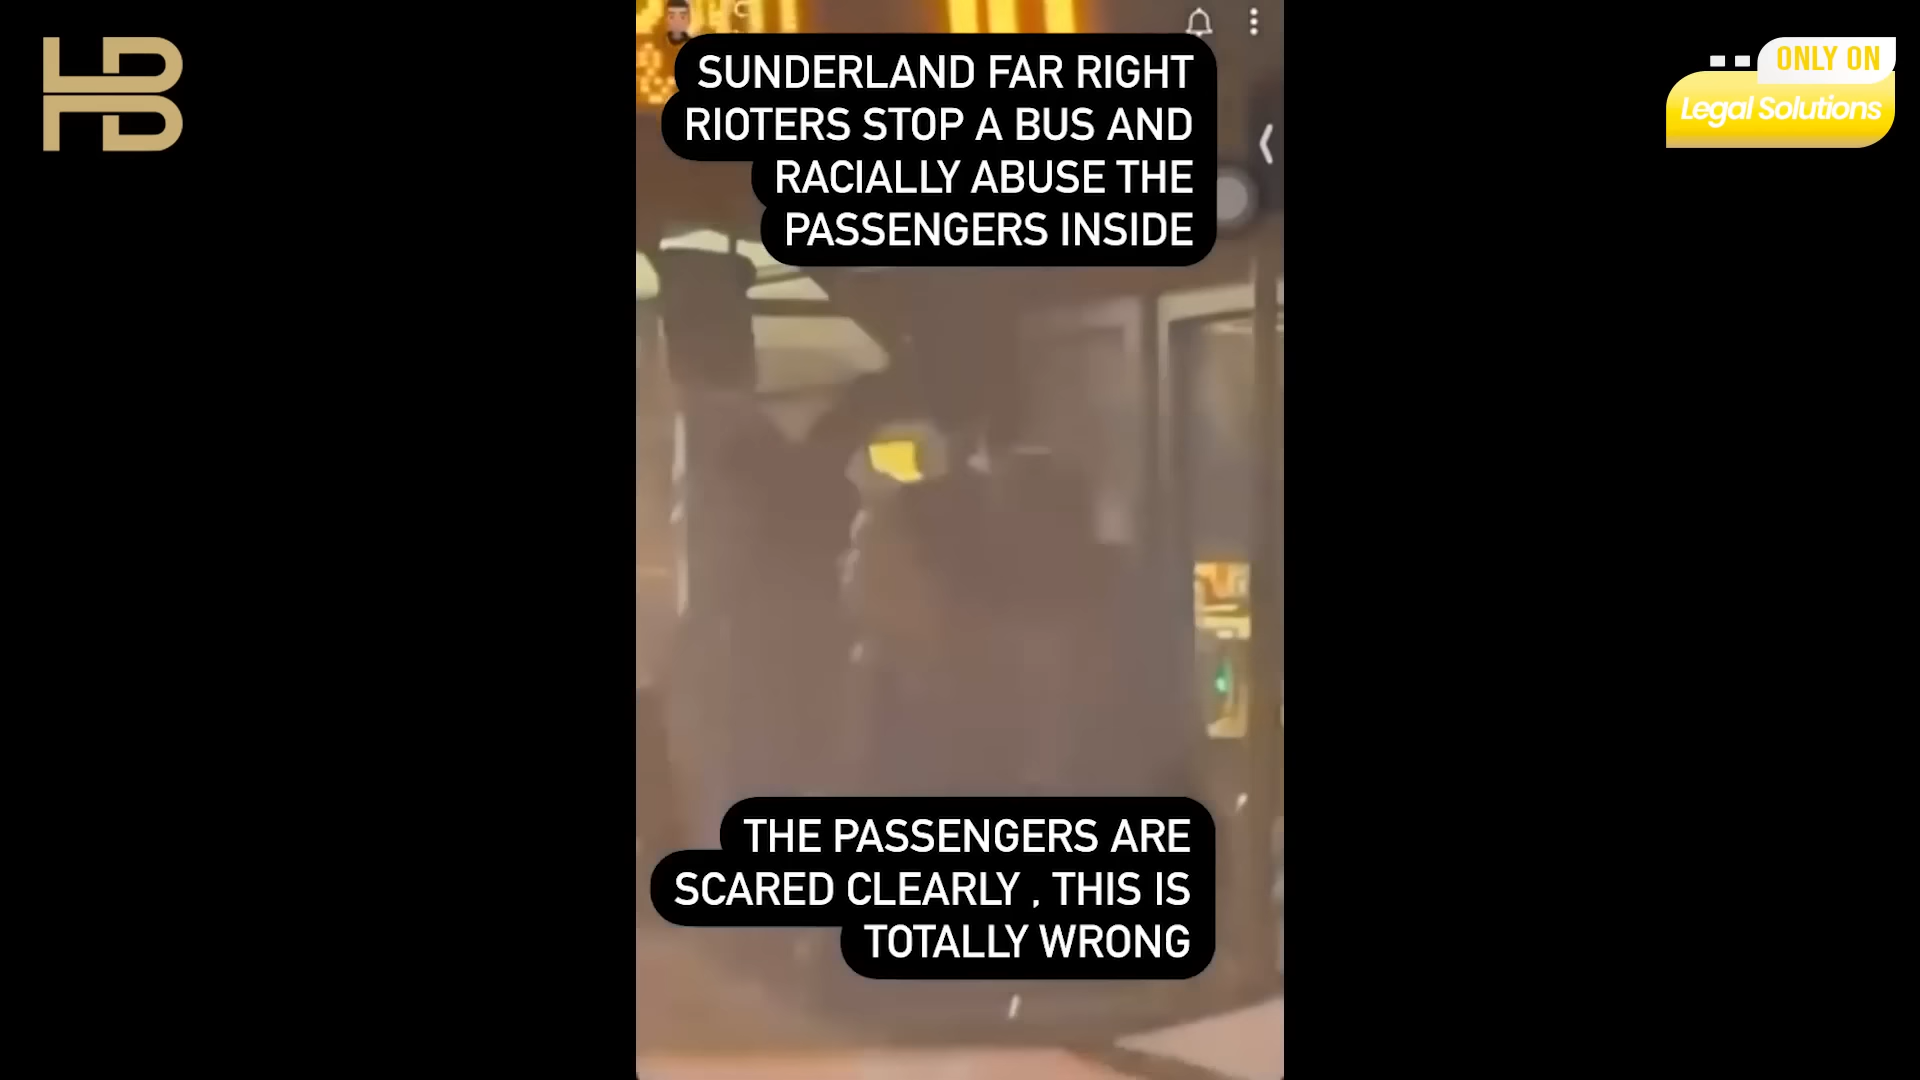 SUNDERLAND FAR RIGHT
RIOTERS STOP A BUS AND
RACIALLY ABUSE THE
PASSENGERS INSIDE
ONLY ON
Legal Solutions
THE PASSENGERS ARE
SCARED CLEARLY , THIS IS
TOTALLY WRONG